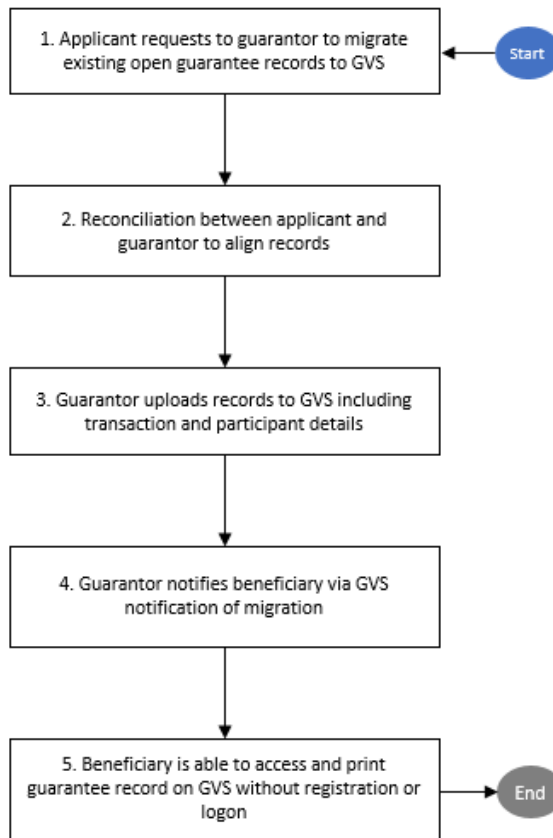 1. Applicant requests to guarantor to migrate
existing open guarantee records to GVS
Start
2. Reconciliation between applicant and
guarantor to align records
3. Guarantor uploads records to GVS including
transaction and participant details
4. Guarantor notifies beneficiary via GVS
notification of migration
5. Beneficiary is able to access and print
guarantee record on GVS without registration or
logon
End